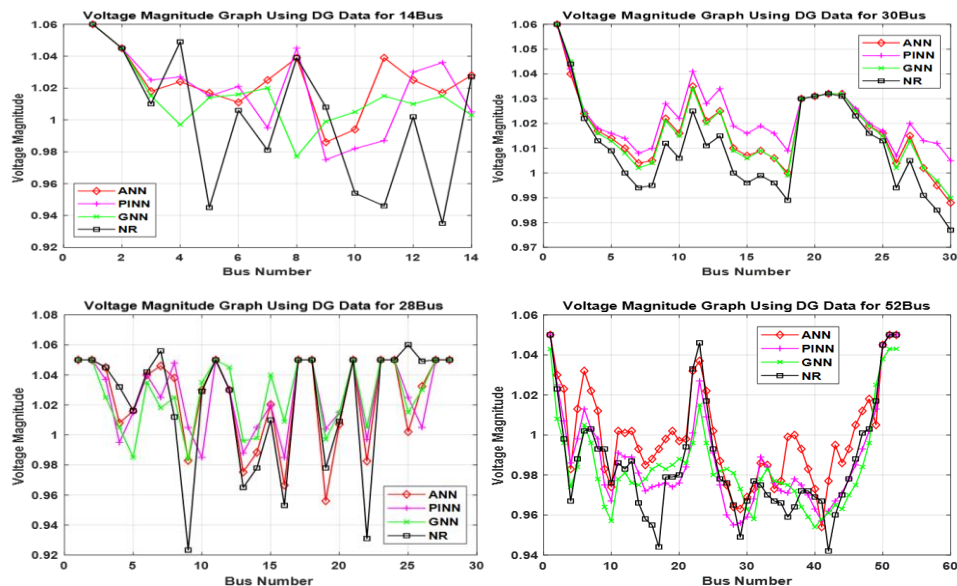 Voltage Magnitude Graph Using DG Data for 14Bus
1.06
1.04
1.02
1
0.98
0.96
0.94
0.92
Voltage Magnitude
ANN
PINN
GNN
NR
0 2 4 6 8 10 12 14
Bus Number
Voltage Magnitude Graph Using DG Data for 30Bus
1.06
1.05
1.04
1.03
1.02
1.01
1
0.99
0.98
0.97
Voltage Magnitude
ANN
PINN
GNN
NR
0 5 10 15 20 25 30
Bus Number
Voltage Magnitude Graph Using DG Data for 28Bus
1.08
1.06
1.04
1.02
1
0.98
0.96
0.94
0.92
Voltage Magnitude
ANN
PINN
GNN
NR
0 5 10 15 20 25 30
Bus Number
Voltage Magnitude Graph Using DG Data for 52Bus
1.06
1.04
1.02
1
0.98
0.96
0.94
Voltage Magnitude
ANN
PINN
GNN
NR
0 10 20 30 40 50 60
Bus Number